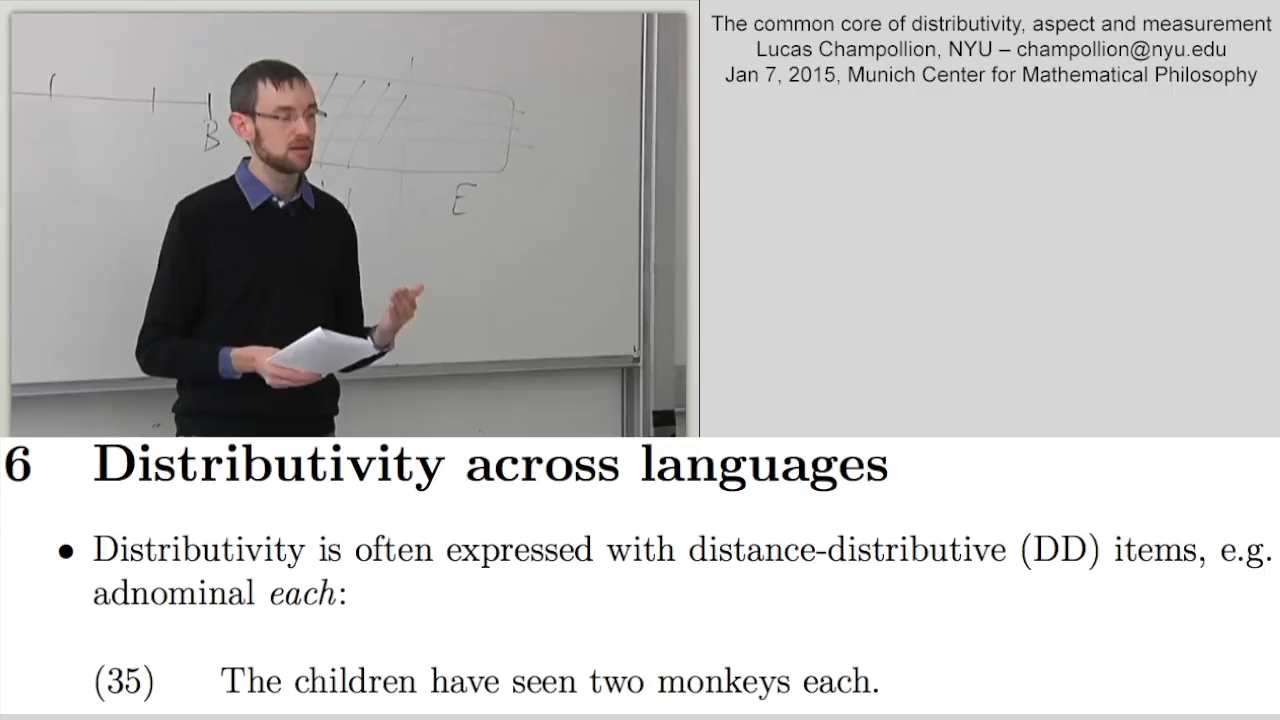 The common core of distributivity, aspect and measurement
Lucas Champollion, NYU – champollion@nyu.edu
Jan 7, 2015, Munich Center for Mathematical Philosophy
B
E
6 Distributivity across languages
• Distributivity is often expressed with distance-distributive (DD) items, e.g.
adnominal each:
(35) The children have seen two monkeys each.